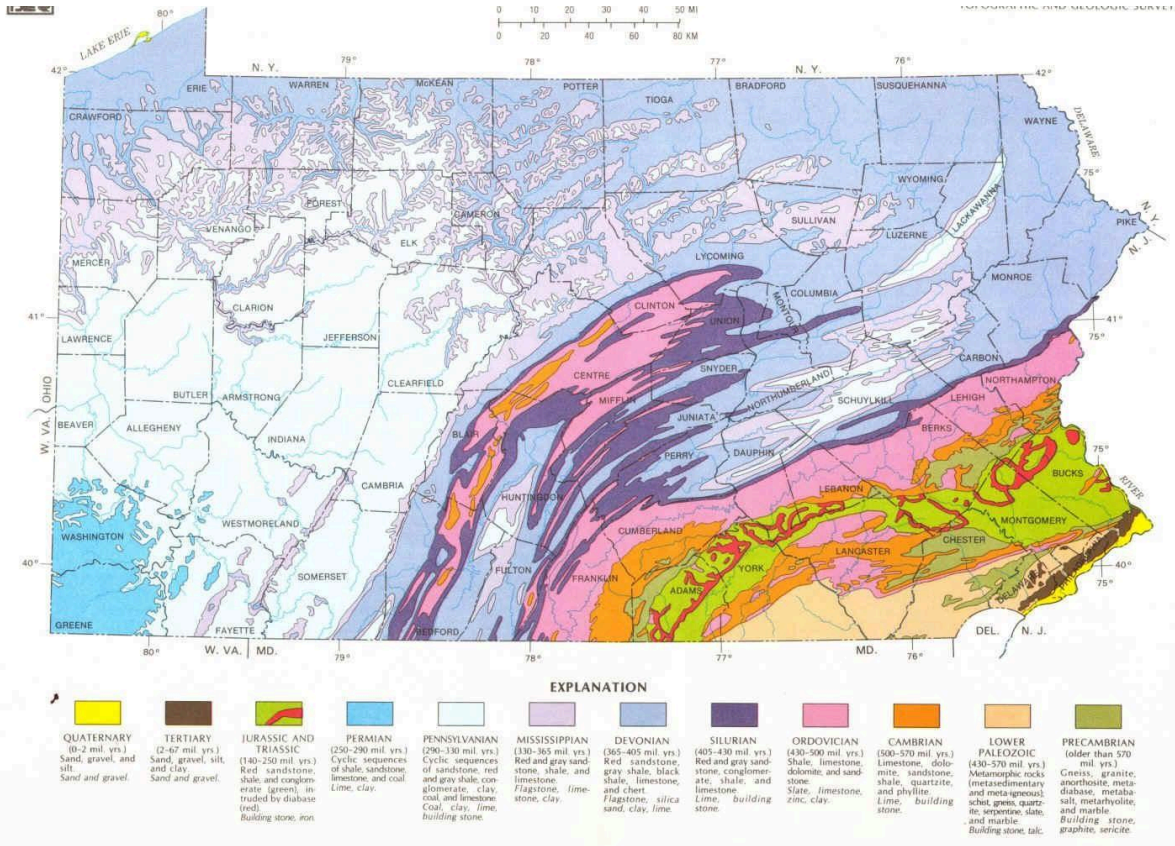 TOPOGRAPHIC AND GEOLOGIC SURVEY
0 10 20 30 40 50 MI
0 20 40 60 80 KM
80°
LAKE ERIE
42°
79°
N. Y.
78°
77°
N. Y.
76°
42°
ERIE
WARREN
McKEAN
POTTER
TIOGA
BRADFORD
SUSQUEHANNA
CRAWFORD
WAYNE
DELAWARE
75°
WYOMING
LACKAWANNA
FOREST
CAMERON
VENANGO
ELK
SULLIVAN
LUZERNE
PIKE
N. Y.
N. J.
MERCER
LYCOMING
MONROE
CLINTON
COLUMBIA
CLARION
MONTOUR
UNION
41°
41°
75°
LAWRENCE
JEFFERSON
CARBON
SNYDER
CENTRE
NORTHUMBERLAND
NORTHAMPTON
CLEARFIELD
BUTLER
ARMSTRONG
MIFFLIN
SCHUYLKILL
LEHIGH
OHIO
W. VA.
BEAVER
ALLEGHENY
JUNIATA
BERKS
INDIANA
BLAIR
PERRY
DAUPHIN
75°
BUCKS
CAMBRIA
HUNTINGDON
LEBANON
RIVER
WESTMORELAND
CUMBERLAND
MONTGOMERY
WASHINGTON
CHESTER
LANCASTER
40°
40°
75°
SOMERSET
FULTON
FRANKLIN
YORK
ADAMS
DELAWARE
PHILADELPHIA
GREENE
FAYETTE
BEDFORD
DEL.
N. J.
80°
W. VA.
MD.
79°
78°
77°
MD.
76°
EXPLANATION
QUATERNARY
(0-2 mil. yrs.)
Sand, gravel, and
silt.
Sand and gravel.
TERTIARY
(2-67 mil. yrs.)
Sand, gravel, silt,
and clay.
Sand and gravel.
JURASSIC AND
TRIASSIC
(140-250 mil. yrs.)
Red sandstone,
shale, and conglom-
erate (green), in-
truded by diabase
(red).
Building stone, iron.
PERMIAN
(250-290 mil. yrs.)
Cyclic sequences
of shale, sandstone,
limestone, and coal.
Lime, clay.
PENNSYLVANIAN
(290-330 mil. yrs.)
Cyclic sequences
of sandstone, red
and gray shale, con-
glomerate, clay,
coal, and limestone.
Coal, clay, lime,
building stone.
MISSISSIPPIAN
(330-365 mil. yrs.)
Red and gray sand-
stone, shale, and
limestone.
Flagstone, lime-
stone, clay.
DEVONIAN
(365-405 mil. yrs.)
Red sandstone,
gray shale, black
shale, limestone,
and chert.
Flagstone, silica
sand, clay, lime.
SILURIAN
(405-430 mil. yrs.)
Red and gray sand-
stone, conglomer-
ate, shale, and
limestone.
Lime, building
stone.
ORDOVICIAN
(430-500 mil. yrs.)
Shale, limestone,
dolomite, and sand-
stone.
Slate, limestone,
zinc, clay.
CAMBRIAN
(500-570 mil. yrs.)
Limestone, dolo-
mite, sandstone,
shale, quartzite,
and phyllite.
Lime, building
stone.
LOWER
PALEOZOIC
(430-570 mil. yrs.)
Metamorphic rocks
(metasedimentary
and meta-igneous);
schist, gneiss, quartz-
ite, serpentine, slate,
and marble.
Building stone, talc.
PRECAMBRIAN
(older than 570
mil. yrs.)
Gneiss, granite,
anorthosite, meta-
diabase, metaba-
salt, metarhyolite,
and marble.
Building stone,
graphite, sericite.